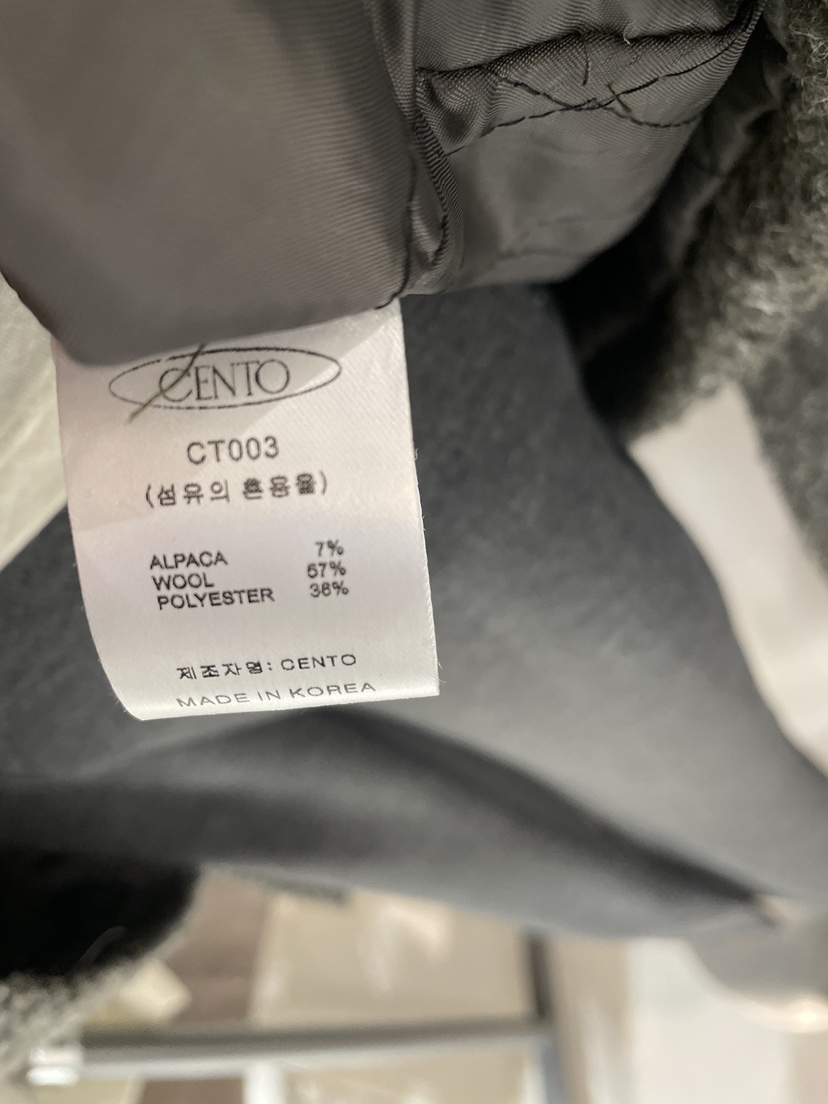 CENTO
CT003
(섬유의 혼용율)
ALPACA 7%
WOOL 57%
POLYESTER 36%
제조자명: CENTO
MADE IN KOREA